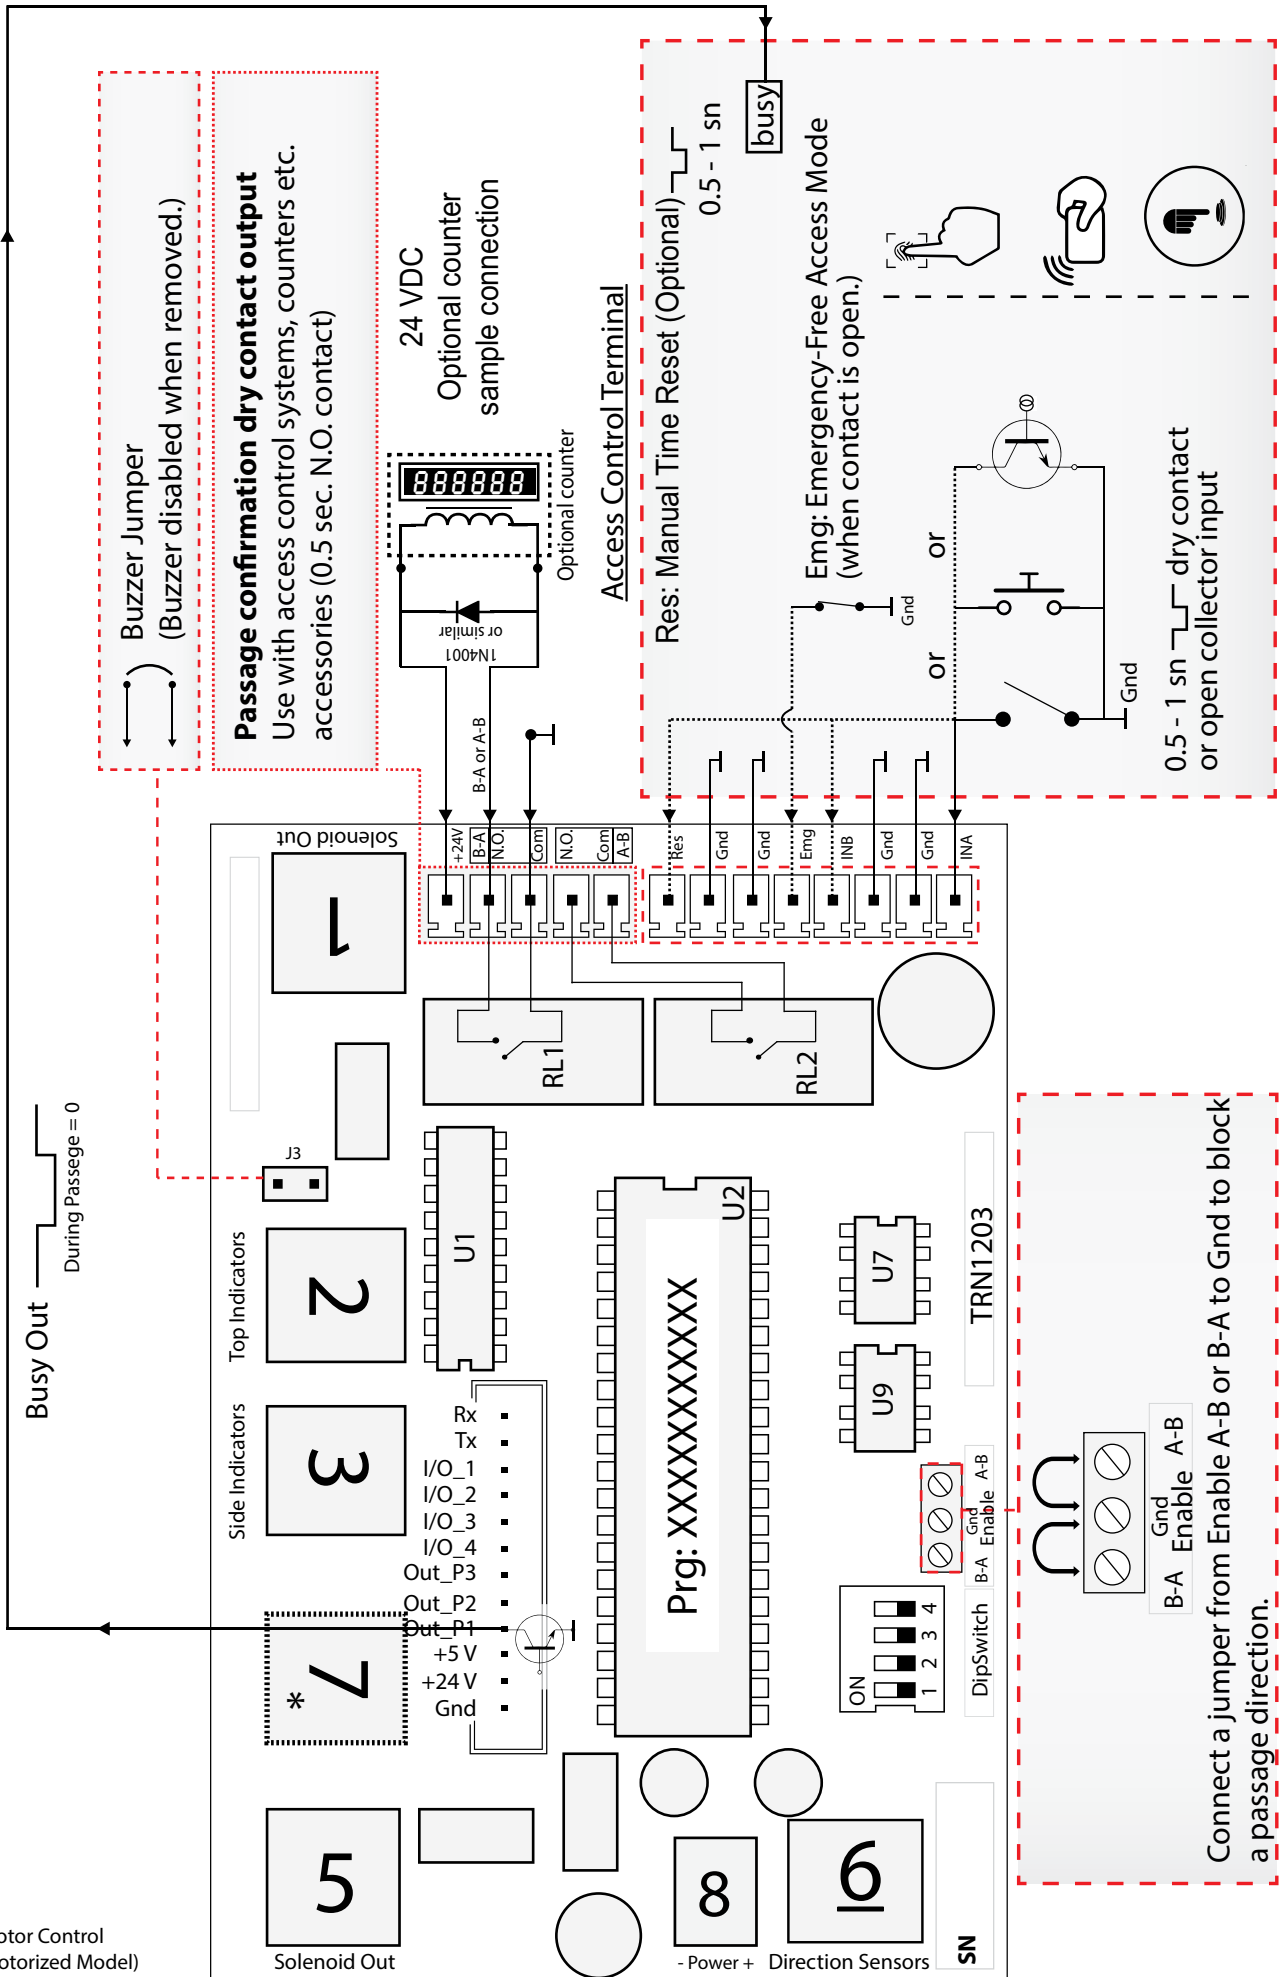 Busy Out
During Passege = 0
Buzzer Jumper
(Buzzer disabled when removed.)
Passage confirmation dry contact output
Use with access control systems, counters etc.
accessories (0.5 sec. N.O. contact)
24 VDC
Optional counter
sample connection
888888
Optional counter
1N4001
or similar
B-A or A-B
Access Control Terminal
Res: Manual Time Reset (Optional)
0.5 - 1 sn
busy
Emg: Emergency-Free Access Mode
(when contact is open.)
Gnd
or
or
Gnd
0.5 - 1 sn dry contact
or open collector input
Solenoid Out
1
+24V
B-A
N.O.
Com
N.O.
Com
A-B
Res
Gnd
Gnd
Emg
INB
Gnd
Gnd
INA
RL1
RL2
J3
Top Indicators
2
Side Indicators
3
7
*
5
Solenoid Out
otor Control
otorized Model)
U1
Rx
Tx
I/O_1
I/O_2
I/O_3
I/O_4
Out_P3
Out_P2
Out_P1
+5 V
+24 V
Gnd
U2
Prg: XXXXXXXXXXXX
U7
U9
TRN1203
B-A
Gnd
Enable
A-B
ON
1 2 3 4
DipSwitch
8
- Power +
6
Direction Sensors
SN
B-A
Gnd
Enable
A-B
Connect a jumper from Enable A-B or B-A to Gnd to block
a passage direction.